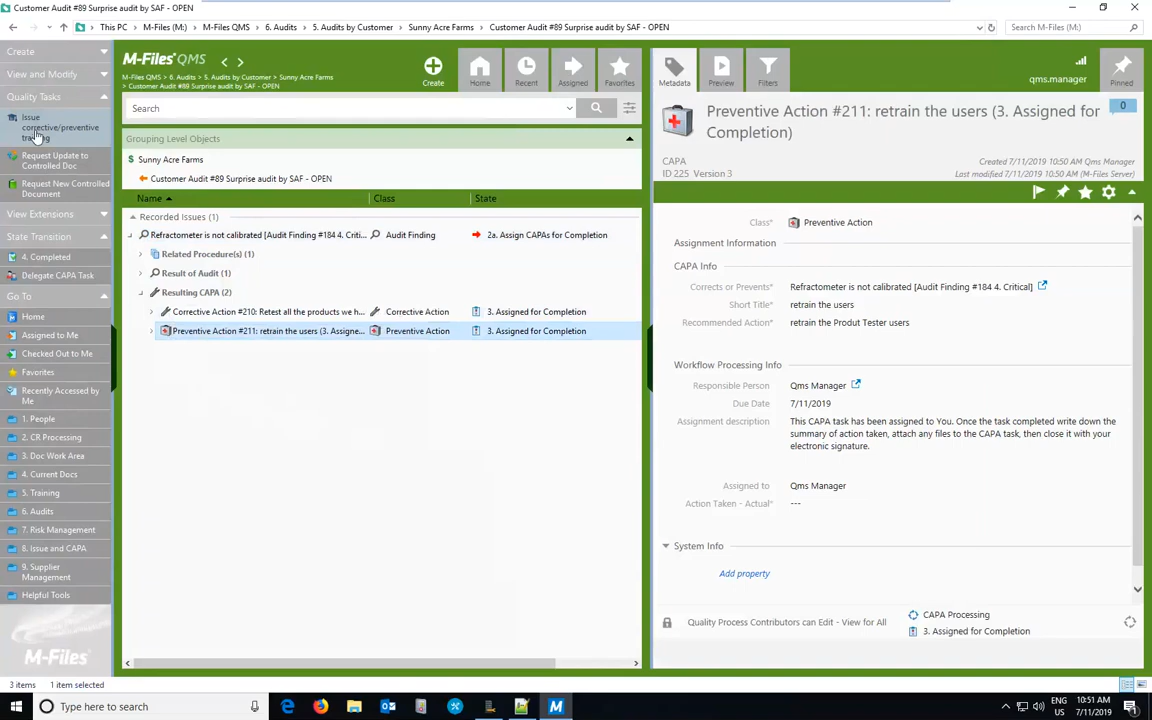 Customer Audit #89 Surprise audit by SAF - OPEN
This PC › M-Files (M:) › M-Files QMS › 6. Audits › 5. Audits by Customer › Sunny Acre Farms › Customer Audit #89 Surprise audit by SAF - OPEN
Search M-Files (M:)
Create
View and Modify
Quality Tasks
Issue corrective/preventive
Request Update to Controlled Doc
Request New Controlled Document
View Extensions
State Transition
4. Completed
Delegate CAPA Task
Go To
Home
Assigned to Me
Checked Out to Me
Favorites
Recently Accessed by Me
1. People
2. CR Processing
3. Doc Work Area
4. Current Docs
5. Training
6. Audits
7. Risk Management
8. Issue and CAPA
9. Supplier Management
Helpful Tools
M-Files
M-Files QMS
M-Files QMS › 6. Audits › 5. Audits by Customer › Sunny Acre Farms
› Customer Audit #89 Surprise audit by SAF - OPEN
Create
Home
Recent
Assigned
Favorites
Search
Grouping Level Objects
$ Sunny Acre Farms
Customer Audit #89 Surprise audit by SAF - OPEN
Name Class State
Recorded Issues (1)
Refractometer is not calibrated [Audit Finding #184 4. Criti... Audit Finding 2a. Assign CAPAs for Completion
Related Procedure(s) (1)
Result of Audit (1)
Resulting CAPA (2)
Corrective Action #210: Retest all the products we h... Corrective Action 3. Assigned for Completion
Preventive Action #211: retrain the users (3. Assigne... Preventive Action 3. Assigned for Completion
Metadata
Preview
Filters
qms.manager
Pinned
Preventive Action #211: retrain the users (3. Assigned for
Completion)
0
CAPA
ID 225 Version 3
Created 7/11/2019 10:50 AM Qms Manager
Last modified 7/11/2019 10:50 AM (M-Files Server)
Class* Preventive Action
Assignment Information
CAPA Info
Corrects or Prevents* Refractometer is not calibrated [Audit Finding #184 4. Critical]
Short Title* retrain the users
Recommended Action* retrain the Produt Tester users
Workflow Processing Info
Responsible Person Qms Manager
Due Date 7/11/2019
Assignment description This CAPA task has been assigned to You. Once the task completed write down the
summary of action taken, attach any files to the CAPA task, then close it with your
electronic signature.
Assigned to Qms Manager
Action Taken - Actual* ---
System Info
Add property
Quality Process Contributors can Edit - View for All
CAPA Processing
3. Assigned for Completion
3 items 1 item selected
Type here to search
ENG
US
10:51 AM
7/11/2019